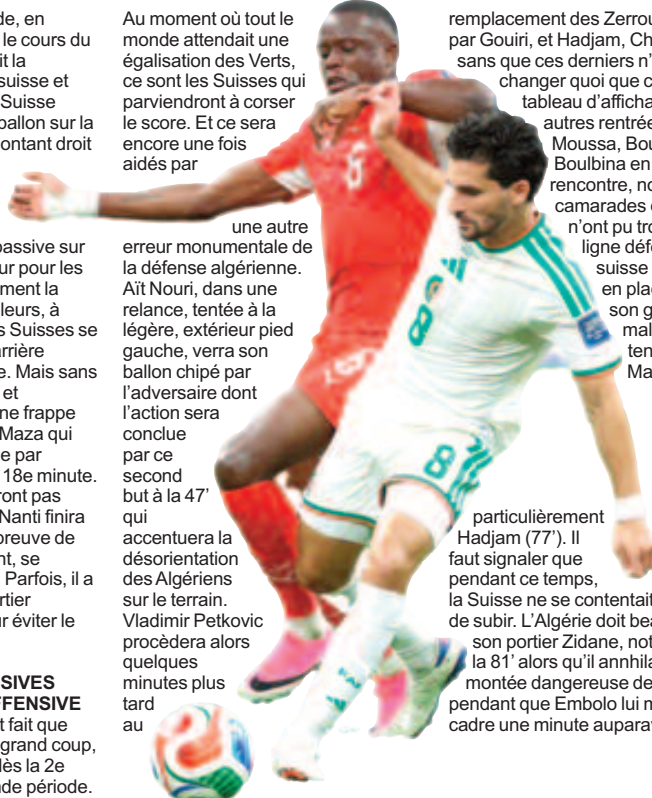 de, en
le cours du
it la
suisse et
Suisse
ballon sur la
ontant droit
passive sur
ur pour les
ment la
leurs, à
s Suisses se
rrière
e. Mais sans
et
ne frappe
Maza qui
e par
18e minute.
ront pas
Nanti finira
preuve de
nt, se
Parfois, il a
rtier
ur éviter le
SIVES
FFENSIVE
t fait que
grand coup,
dès la 2e
nde période.
Au moment où tout le
monde attendait une
égalisation des Verts,
ce sont les Suisses qui
parviendront à corser
le score. Et ce sera
encore une fois
aidés par
une autre
erreur monumentale de
la défense algérienne.
Aït Nouri, dans une
relance, tentée à la
légère, extérieur pied
gauche, verra son
ballon chipé par
l'adversaire dont
l'action sera
conclue
par ce
second
but à la 47'
qui
accentuera la
désorientation
des Algériens
sur le terrain.
Vladimir Petkovic
procèdera alors
quelques
minutes plus
tard
au
remplacement des Zerrou
par Gouiri, et Hadjam, Ch
sans que ces derniers n'
changer quoi que c
tableau d'afficha
autres rentrée
Moussa, Bou
Boulbina en
rencontre, no
camarades
n'ont pu tro
ligne défe
suisse
en plac
son g
mal
ten
Ma
particulièrement
Hadjam (77'). Il
faut signaler que
pendant ce temps,
la Suisse ne se contentait
de subir. L'Algérie doit bea
son portier Zidane, not
la 81' alors qu'il annhila
montée dangereuse de
pendant que Embolo lui m
cadre une minute aupara
8
8